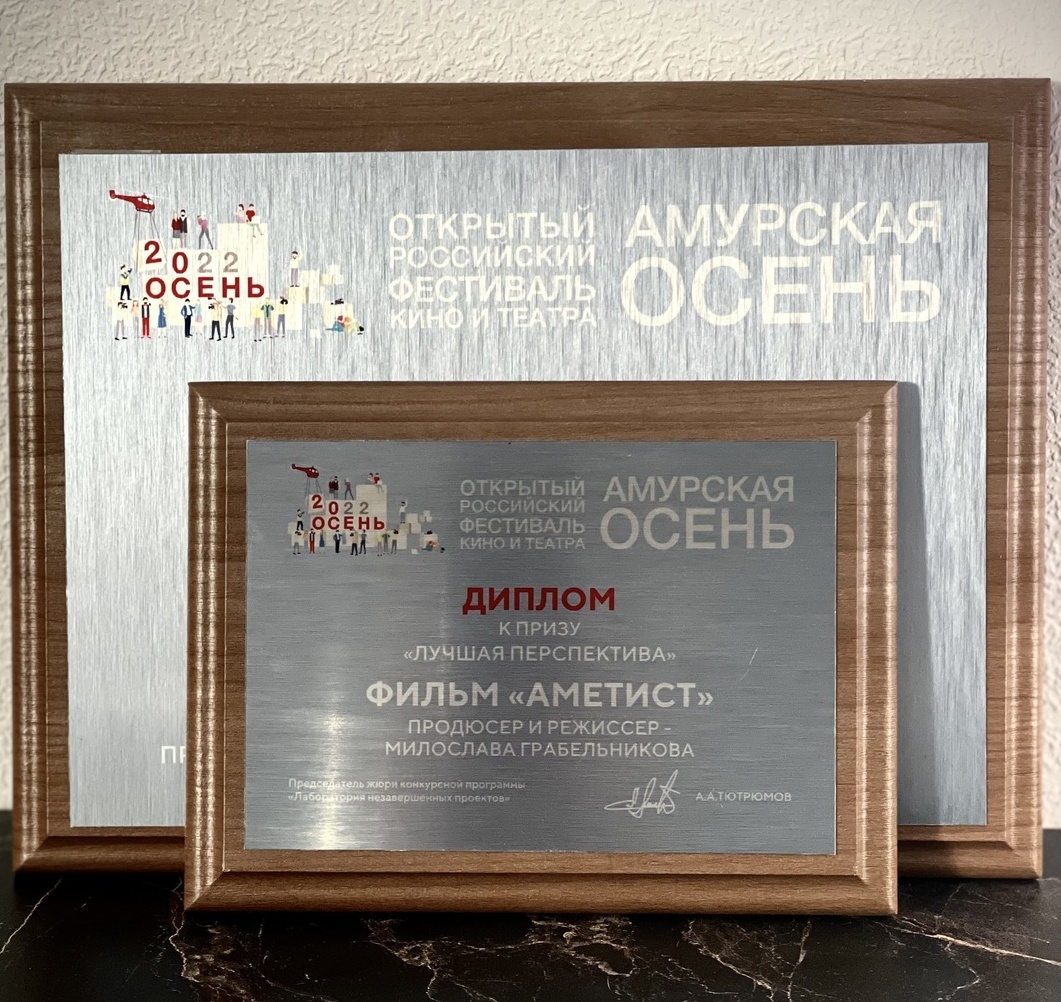 2022
ОСЕНЬ
ОТКРЫТЫЙ
РОССИЙСКИЙ
ФЕСТИВАЛЬ
КИНО И ТЕАТРА
АМУРСКАЯ
ОСЕНЬ
2022
ОСЕНЬ
ОТКРЫТЫЙ
РОССИЙСКИЙ
ФЕСТИВАЛЬ
КИНО И ТЕАТРА
АМУРСКАЯ
ОСЕНЬ
ДИПЛОМ
К ПРИЗУ
«ЛУЧШАЯ ПЕРСПЕКТИВА»
ФИЛЬМ «АМЕТИСТ»
ПРОДЮСЕР И РЕЖИССЕР -
МИЛОСЛАВА ГРАБЕЛЬНИКОВА
Председатель жюри конкурсной программы
«Лаборатория незавершенных проектов»
А.А.ТЮТРЮМОВ